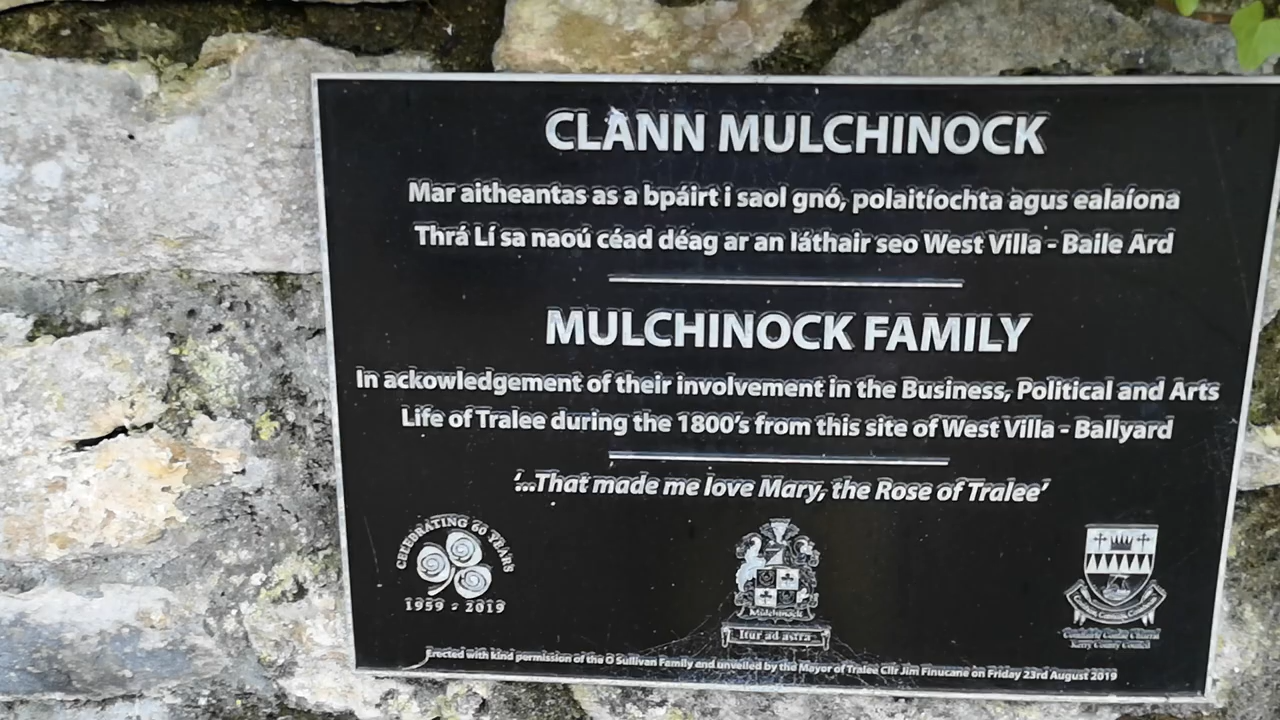 CLANN MULCHINOCK
Mar aitheantas as a bpáirt i saol gnó, polaitíochta agus ealaíona
Thrá Lí sa naoú céad déag ar an láthair seo West Villa - Baile Ard
MULCHINOCK FAMILY
In ackowledgement of their involvement in the Business, Political and Arts
Life of Tralee during the 1800's from this site of West Villa - Ballyard
'...That made me love Mary, the Rose of Tralee'
CELEBRATING 60 YEARS
1959 - 2019
Mulchinock
Itur ad astra
Comhairle Contae Chiarraí
Kerry County Council
Erected with kind permission of the O Sullivan Family and unveiled by the Mayor of Tralee Cllr Jim Finucane on Friday 23rd August 2019